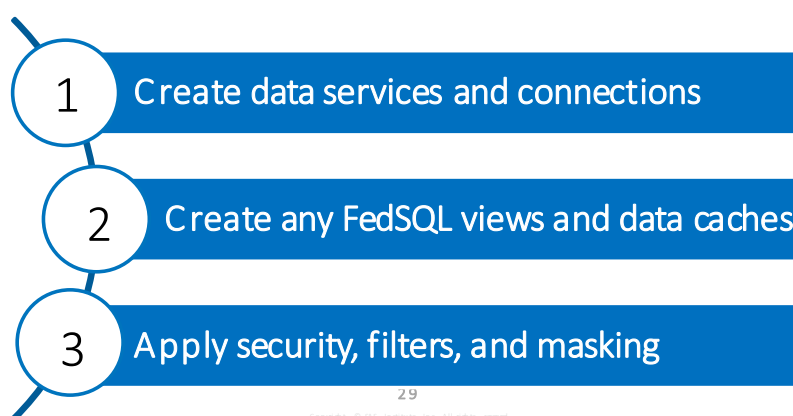 1
Create data services and connections
2
Create any FedSQL views and data caches
3
Apply security, filters, and masking
29